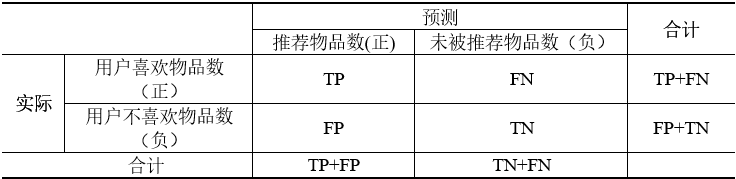 预测
合计
推荐物品数(正)
未被推荐物品数（负）
实际
用户喜欢物品数
（正）
TP
FN
TP+FN
用户不喜欢物品数
（负）
FP
TN
FP+TN
合计
TP+FP
TN+FN